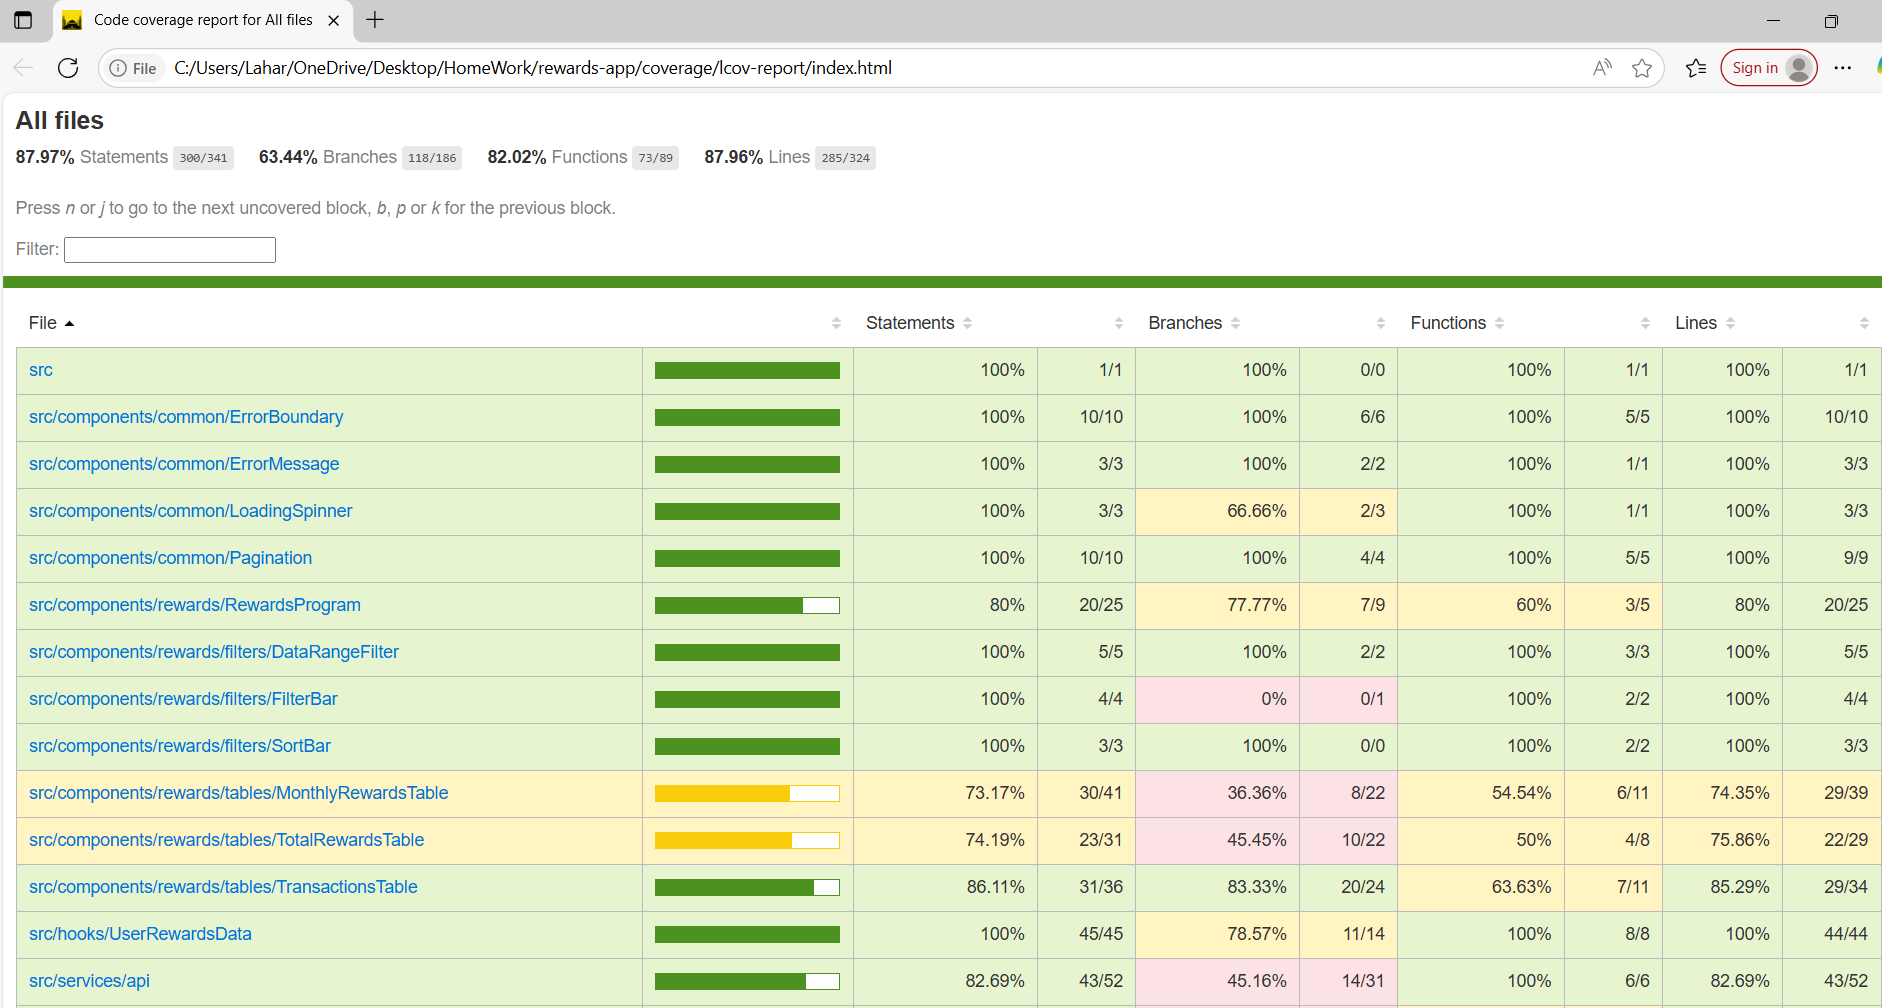 Code coverage report for All files
File C:/Users/Lahar/OneDrive/Desktop/HomeWork/rewards-app/coverage/lcov-report/index.html Sign in
All files
87.97% Statements 300/341 63.44% Branches 118/186 82.02% Functions 73/89 87.96% Lines 285/324
Press n or j to go to the next uncovered block, b, p or k for the previous block.
Filter:
File Statements Branches Functions Lines
src 100% 1/1 100% 0/0 100% 1/1 100% 1/1
src/components/common/ErrorBoundary 100% 10/10 100% 6/6 100% 5/5 100% 10/10
src/components/common/ErrorMessage 100% 3/3 100% 2/2 100% 1/1 100% 3/3
src/components/common/LoadingSpinner 100% 3/3 66.66% 2/3 100% 1/1 100% 3/3
src/components/common/Pagination 100% 10/10 100% 4/4 100% 5/5 100% 9/9
src/components/rewards/RewardsProgram 80% 20/25 77.77% 7/9 60% 3/5 80% 20/25
src/components/rewards/filters/DataRangeFilter 100% 5/5 100% 2/2 100% 3/3 100% 5/5
src/components/rewards/filters/FilterBar 100% 4/4 0% 0/1 100% 2/2 100% 4/4
src/components/rewards/filters/SortBar 100% 3/3 100% 0/0 100% 2/2 100% 3/3
src/components/rewards/tables/MonthlyRewardsTable 73.17% 30/41 36.36% 8/22 54.54% 6/11 74.35% 29/39
src/components/rewards/tables/TotalRewardsTable 74.19% 23/31 45.45% 10/22 50% 4/8 75.86% 22/29
src/components/rewards/tables/TransactionsTable 86.11% 31/36 83.33% 20/24 63.63% 7/11 85.29% 29/34
src/hooks/UserRewardsData 100% 45/45 78.57% 11/14 100% 8/8 100% 44/44
src/services/api 82.69% 43/52 45.16% 14/31 100% 6/6 82.69% 43/52